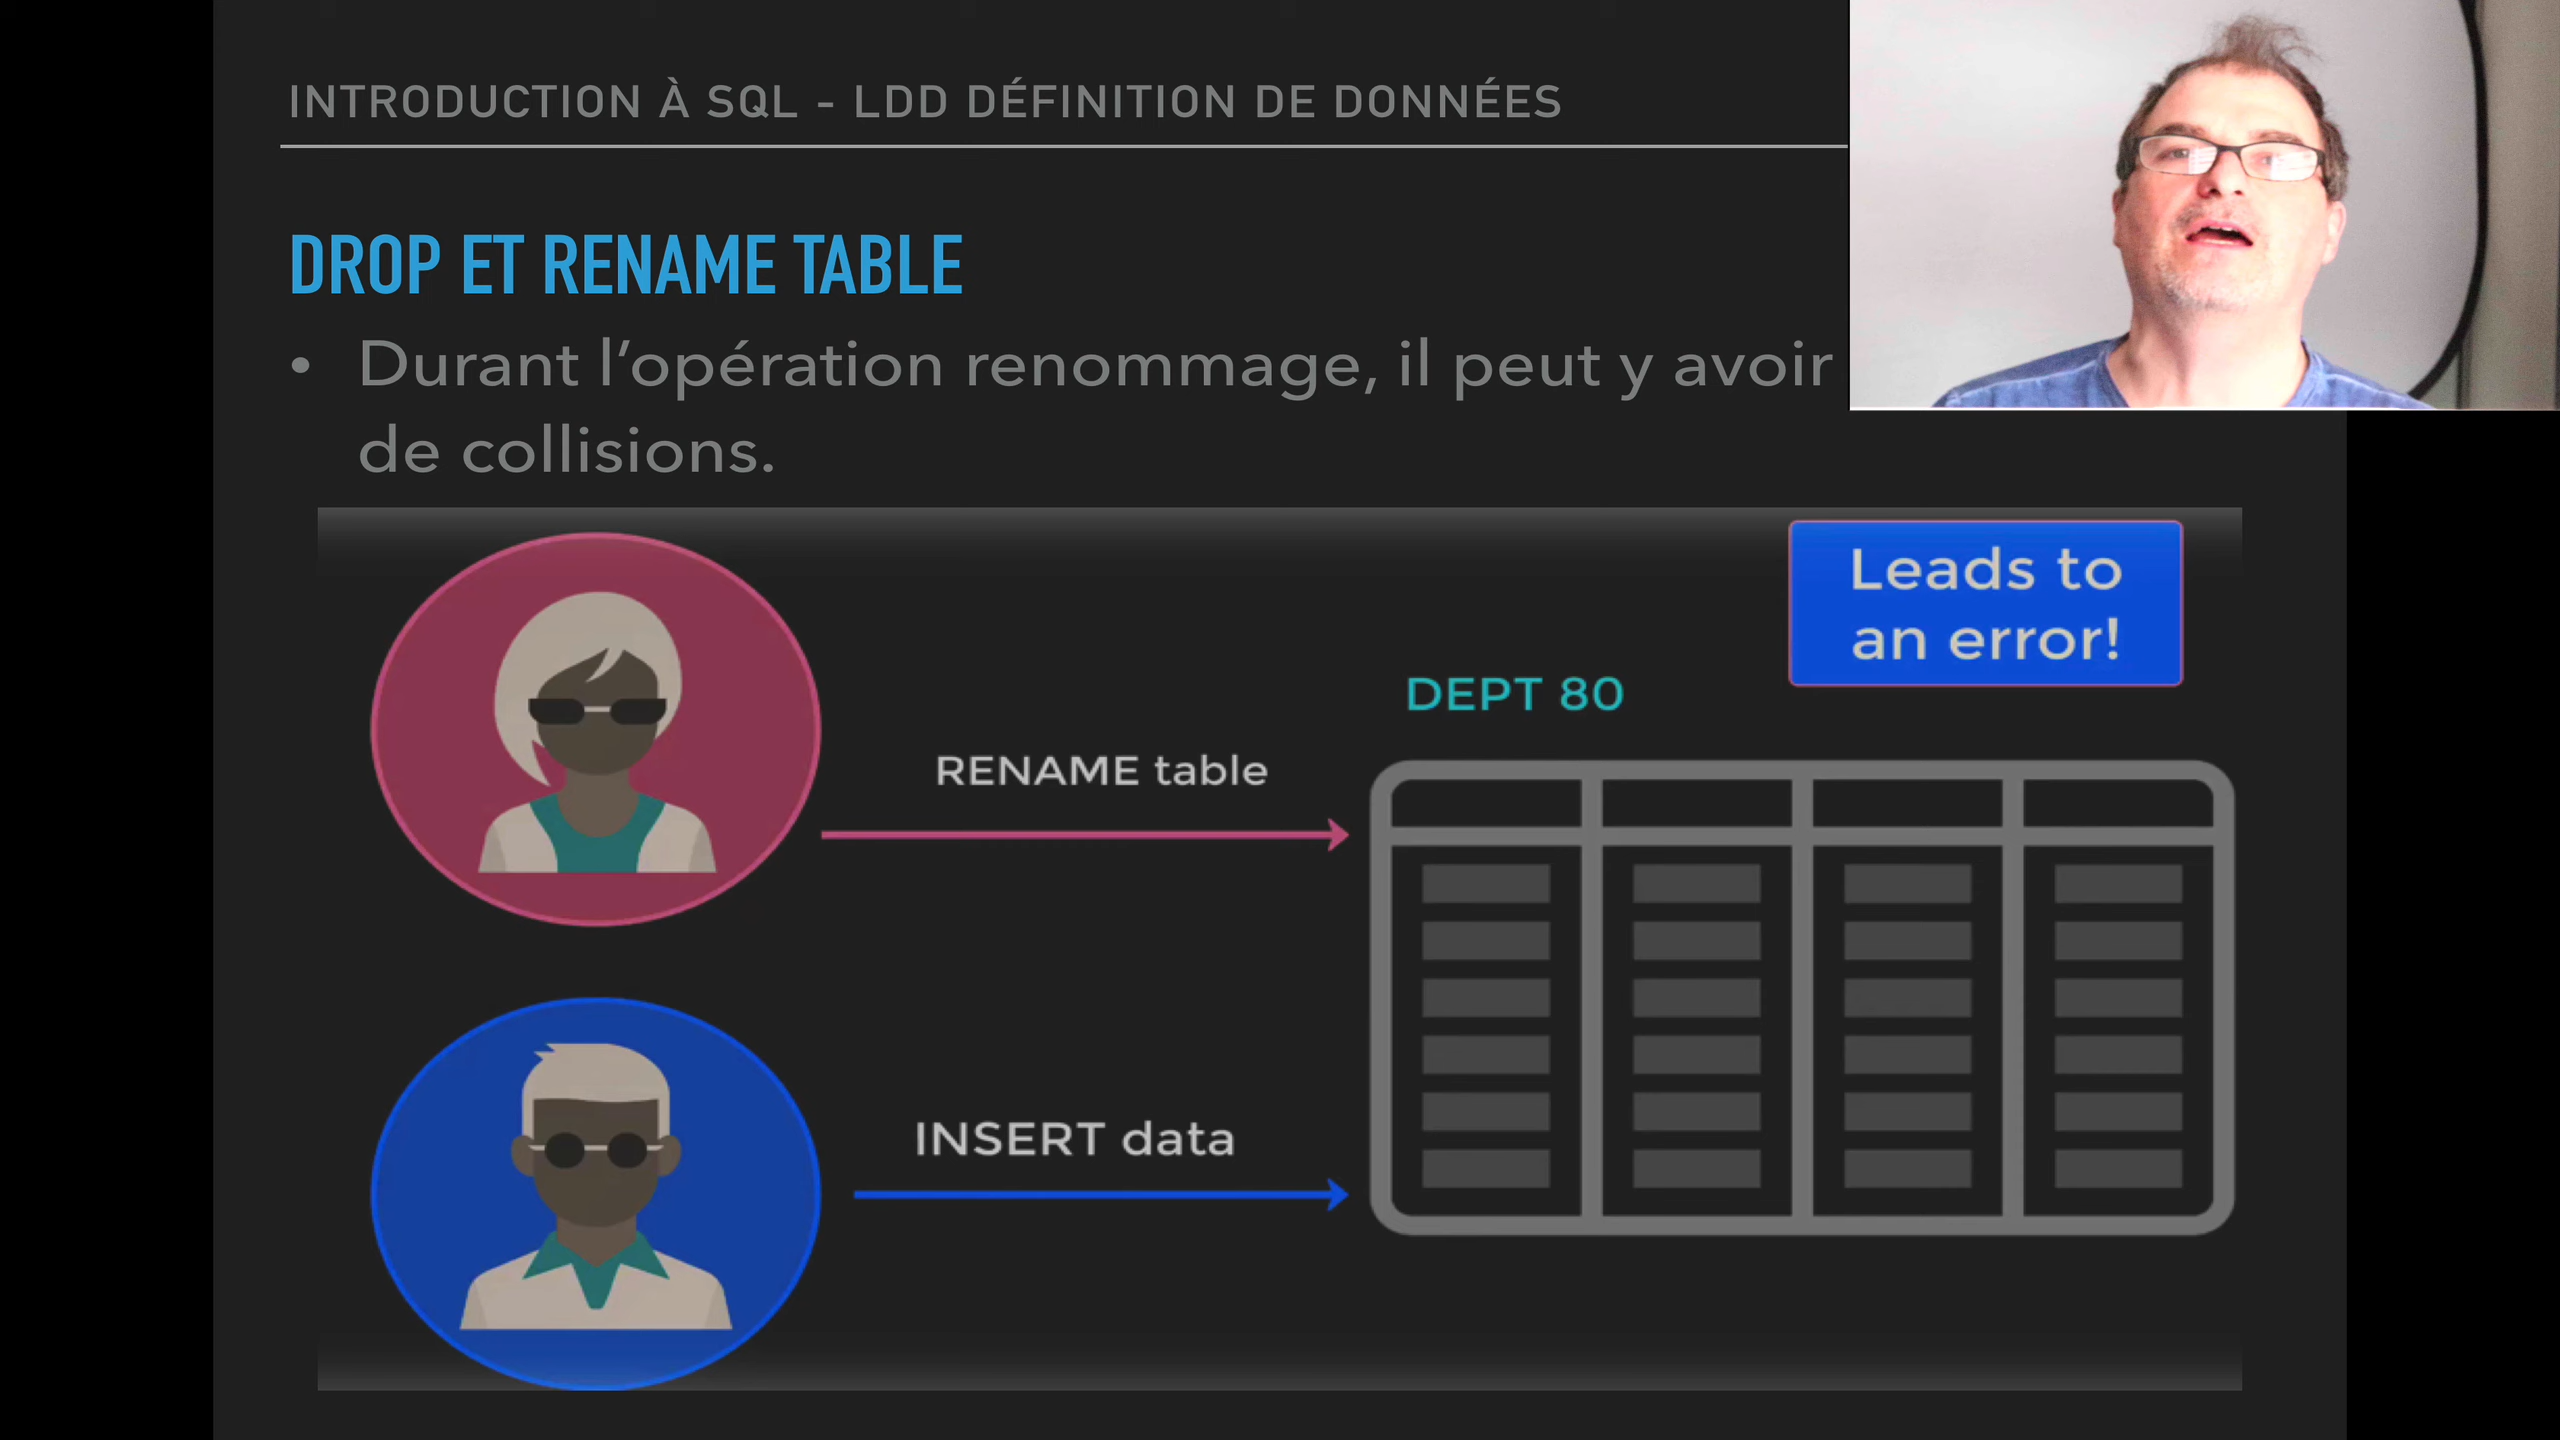 INTRODUCTION À SQL - LDD DÉFINITION DE DONNÉES
DROP ET RENAME TABLE
• Durant l’opération renommage, il peut y avoir
de collisions.
Leads to
an error!
DEPT 80
RENAME table
INSERT data